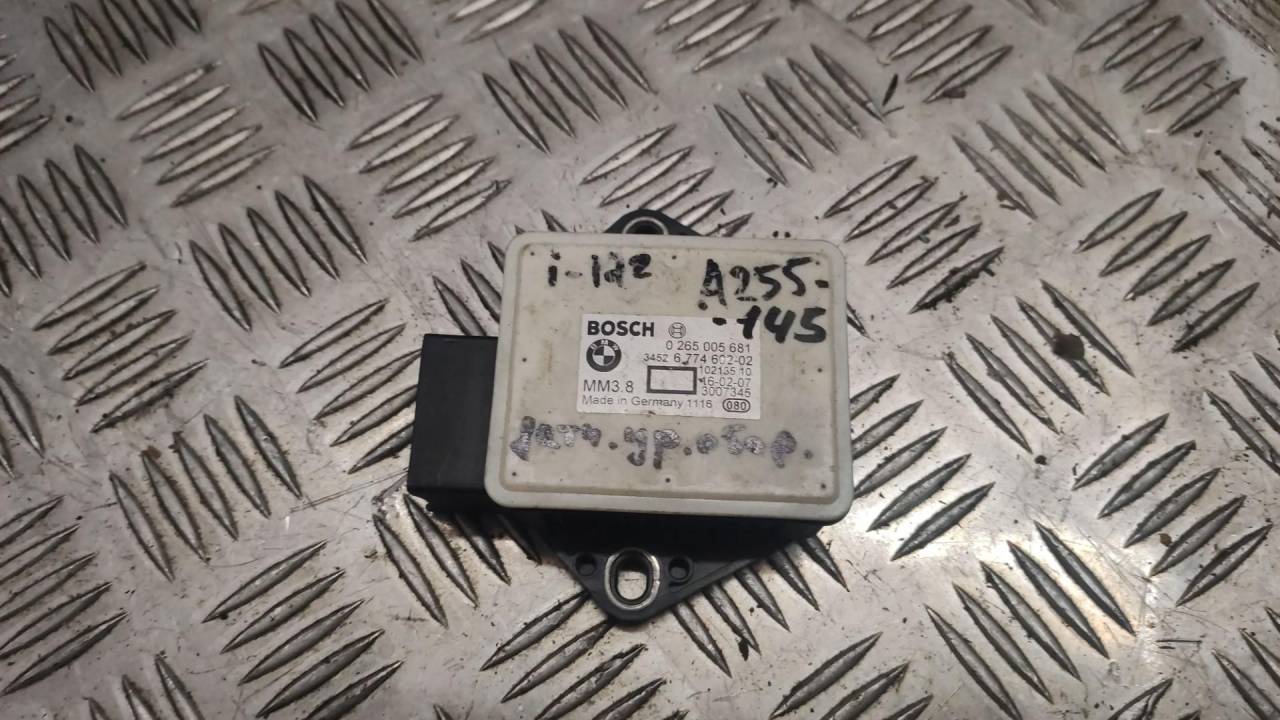 A255-
-145
BOSCH
0 265 005 681
BMW
3452 6 774 602-02
102135.10
16-02-07
MM3.8
3007345
Made in Germany 1116 080
датч.ур.обор.